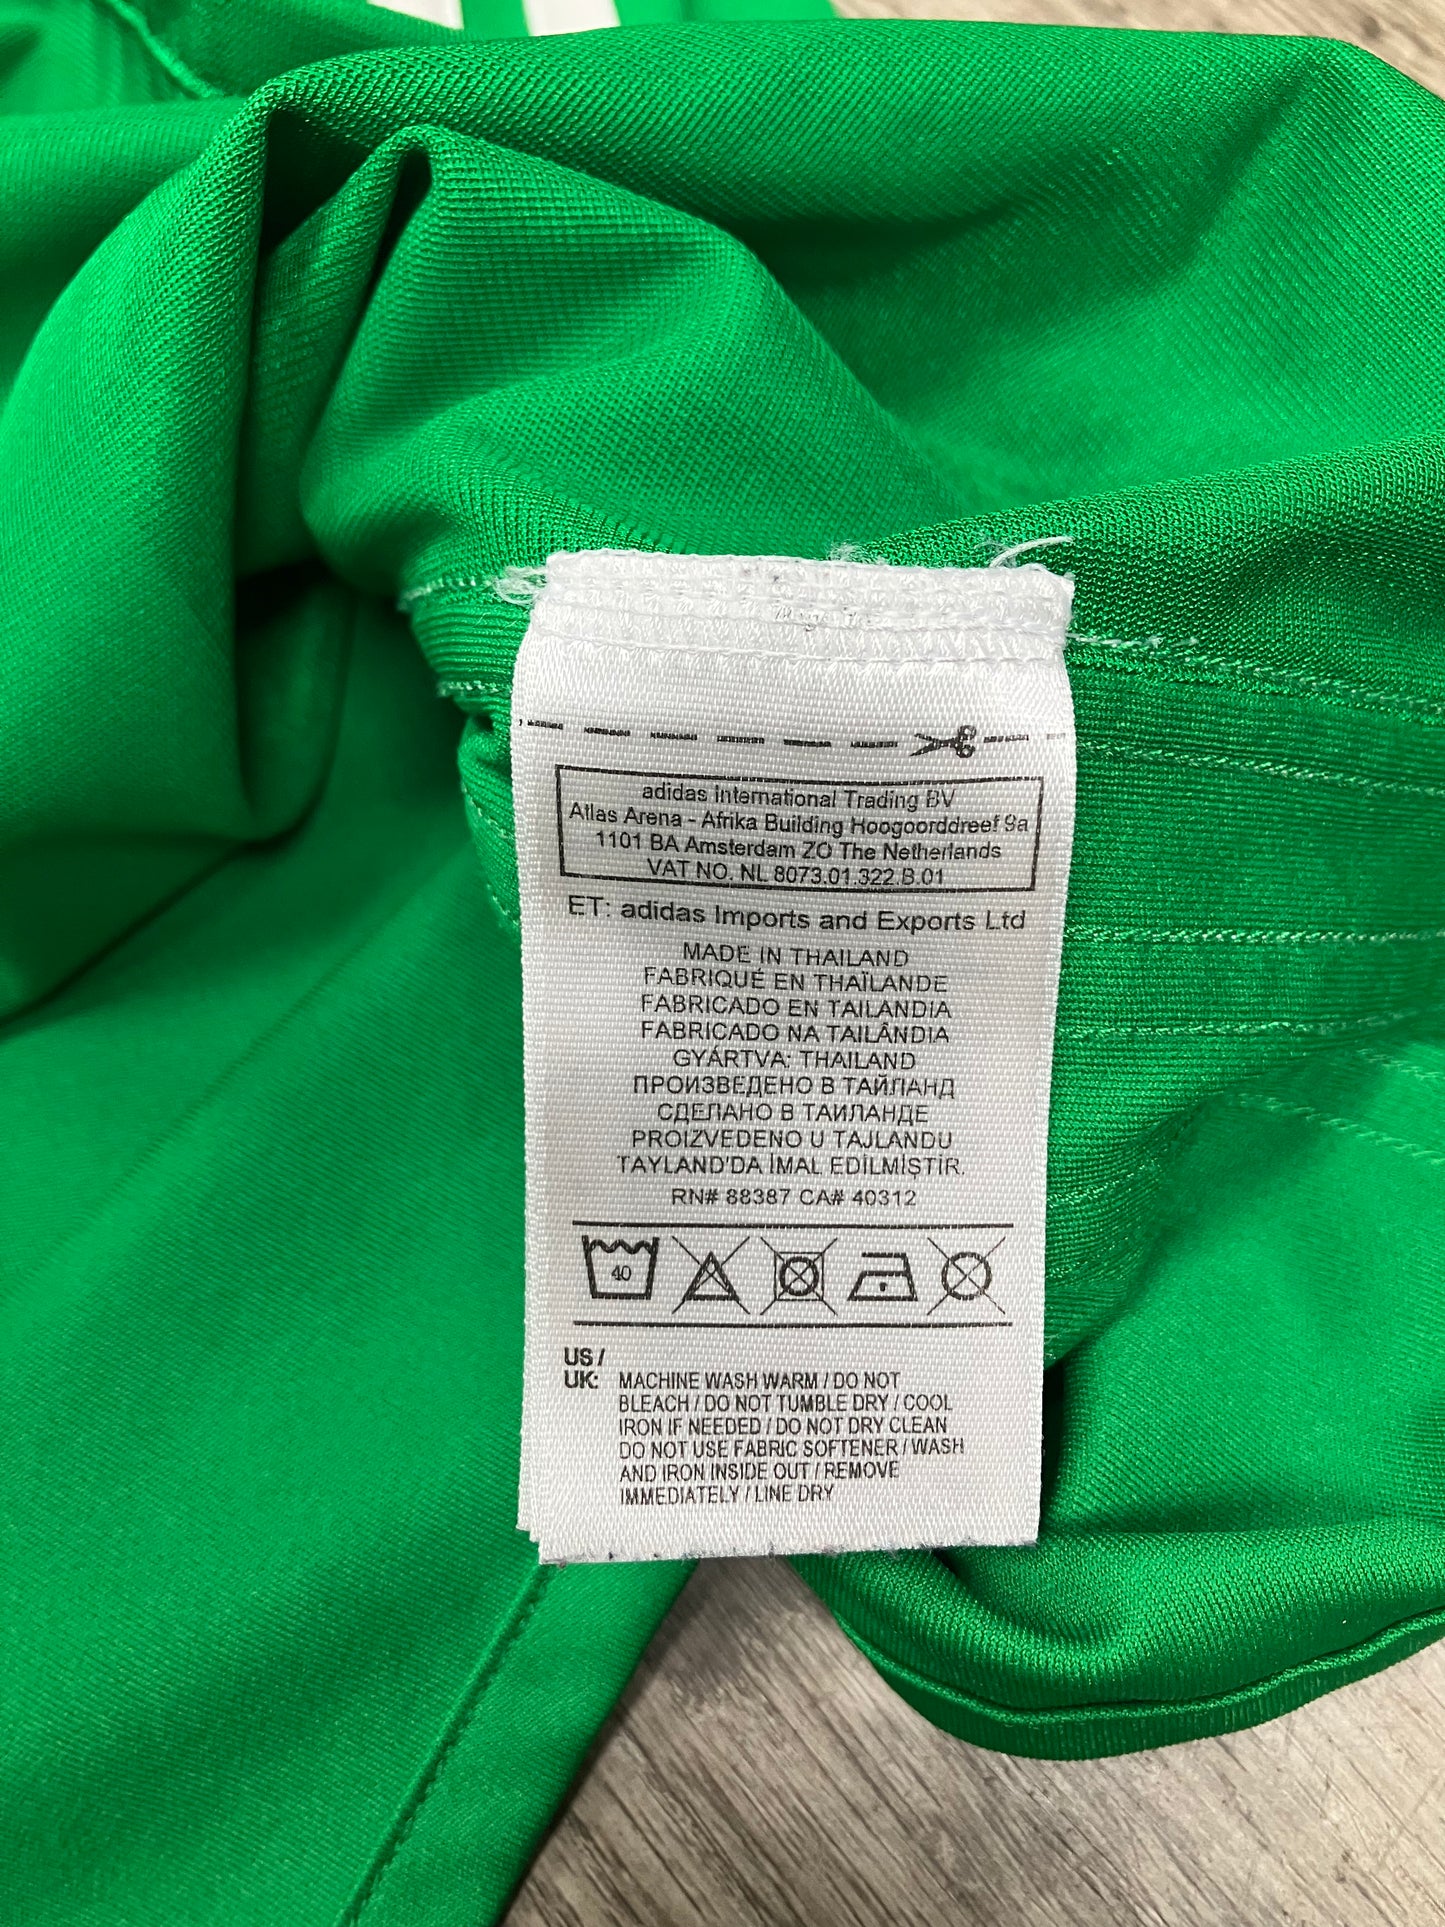 adidas International Trading BV
Atlas Arena - Afrika Building Hoogoorddreef 9a
1101 BA Amsterdam ZO The Netherlands
VAT NO. NL 8073.01.322.B.01
ET: adidas Imports and Exports Ltd
MADE IN THAILAND
FABRIQUÉ EN THAÏLANDE
FABRICADO EN TAILANDIA
FABRICADO NA TAILÂNDIA
GYÁRTVA: THAILAND
ПРОИЗВЕДЕНО В ТАЙЛАНД
СДЕЛАНО В ТАИЛАНДЕ
PROIZVEDENO U TAJLANDU
TAYLAND'DA İMAL EDİLMİŞTİR.
RN# 88387 CA# 40312
40
US /
UK: MACHINE WASH WARM / DO NOT
BLEACH / DO NOT TUMBLE DRY / COOL
IRON IF NEEDED / DO NOT DRY CLEAN
DO NOT USE FABRIC SOFTENER / WASH
AND IRON INSIDE OUT / REMOVE
IMMEDIATELY / LINE DRY